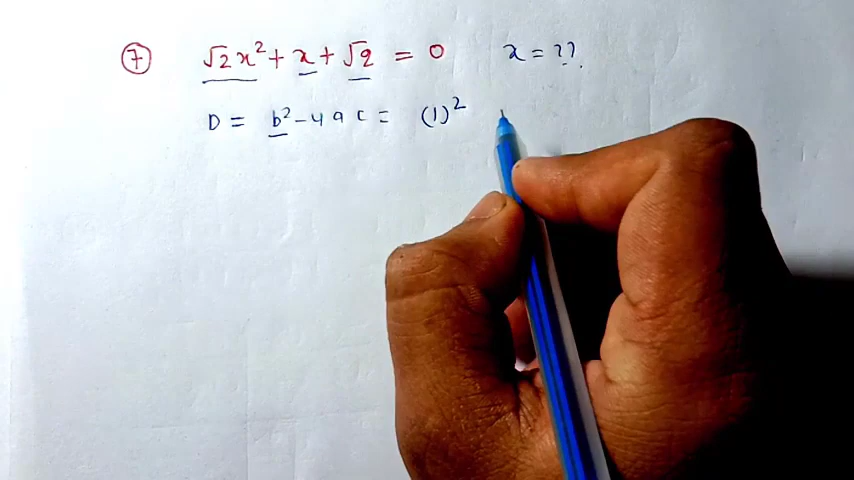 ⑦ √2x² + x + √2 = 0 x = ??
D = b² - 4ac = (1)²